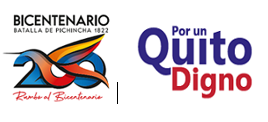 BICENTENARIO
BATALLA DE PICHINCHA 1822
200
Rumbo al Bicentenario
Por un
Quito
Digno